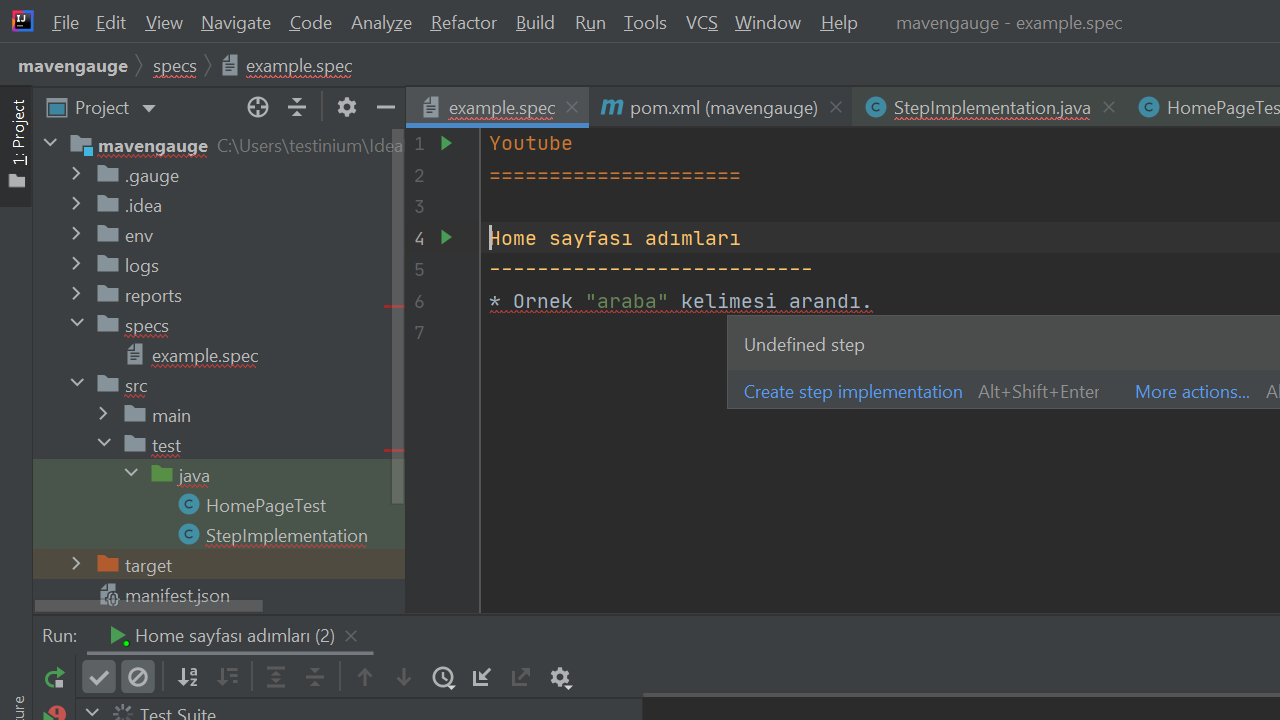 File Edit View Navigate Code Analyze Refactor Build Run Tools VCS Window Help mavengauge - example.spec
mavengauge specs example.spec
1: Project
Project
example.spec pom.xml (mavengauge) StepImplementation.java HomePageTes
mavengauge C:\Users\testinium\Idea
.gauge
.idea
env
logs
reports
specs
example.spec
src
main
test
java
HomePageTest
StepImplementation
target
manifest.json
1 Youtube
2 =====================
3
4 Home sayfası adımları
5 ---------------------------
6 * Ornek "araba" kelimesi arandı.
7
Undefined step
Create step implementation Alt+Shift+Enter More actions... Al
Run: Home sayfası adımları (2)
Test Suite